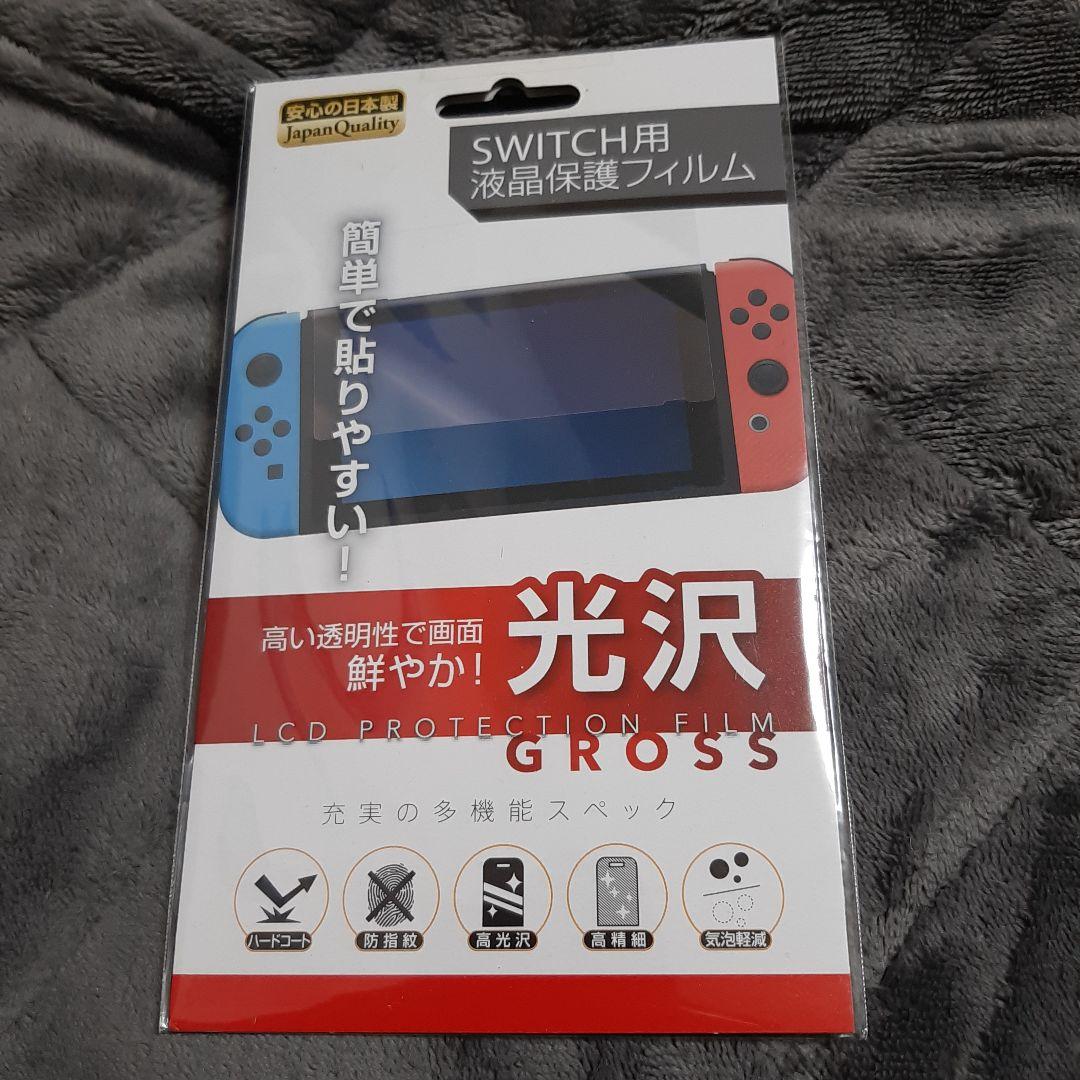 安心の日本製
JapanQuality
SWITCH用
液晶保護フィルム
簡単で貼りやすい！
高い透明性で画面
鮮やか！
光沢
LCD PROTECTION FILM
GROSS
充実の多機能スペック
ハードコート
防指紋
高光沢
高精細
気泡軽減